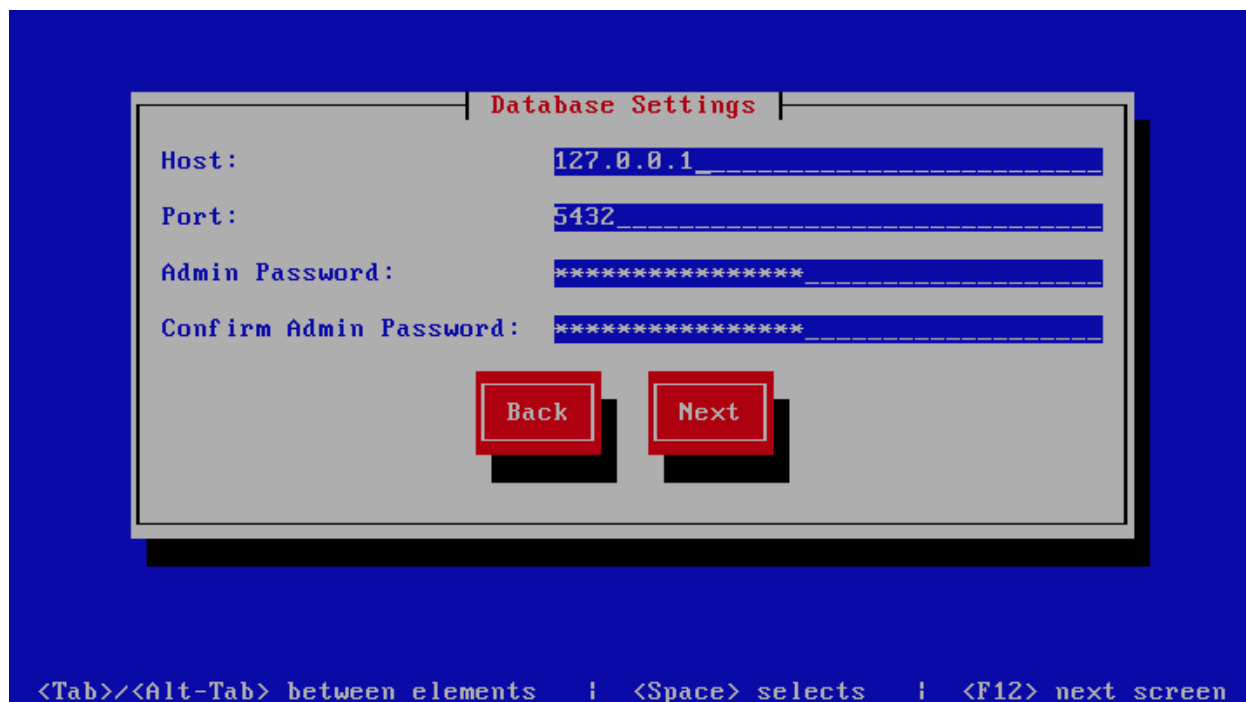 Database Settings
Host: 127.0.0.1
Port: 5432
Admin Password: ****************
Confirm Admin Password: ****************
Back Next
<Tab>/<Alt-Tab> between elements | <Space> selects | <F12> next screen